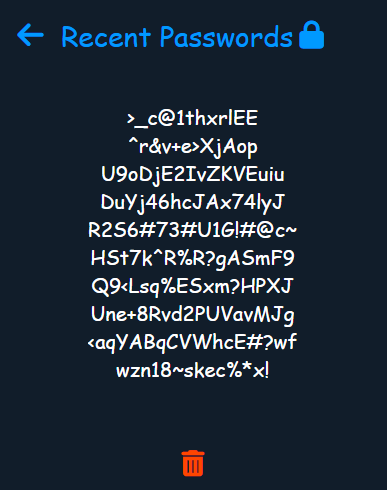 Recent Passwords
>_c@1thxrlEE
^r&v+e>XjAop
U9oDjE2IvZKVEuiu
DuYj46hcJAx74lyJ
R2S6#73#U1G!#@c~
HSt7k^R%R?gASmF9
Q9<Lsq%ESxm?HPXJ
Une+8Rvd2PUVavMJg
<aqYABqCVWhcE#?wf
wzn18~skec%*x!